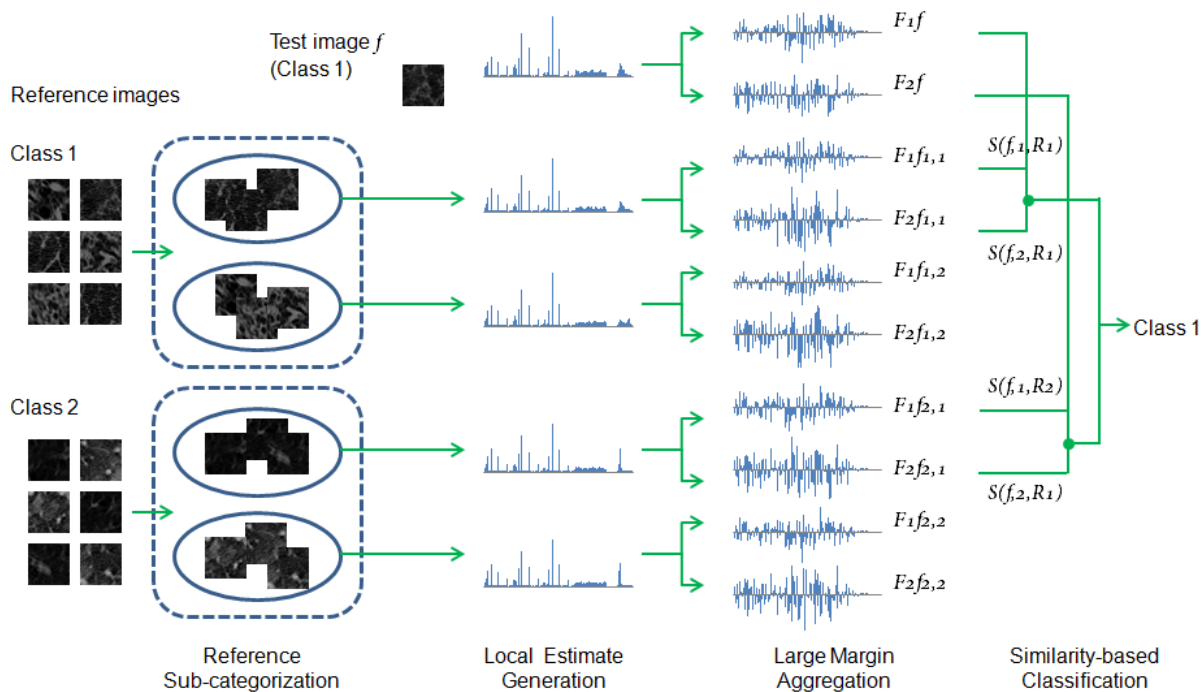 Test image f
(Class 1)
Reference images
Class 1
Class 2
F1f
F2f
F1f1,1
F2f1,1
F1f1,2
F2f1,2
F1f2,1
F2f2,1
F1f2,2
F2f2,2
S(f,1,R1)
S(f,2,R1)
S(f,1,R2)
S(f,2,R1)
Class 1
Reference
Sub-categorization
Local Estimate
Generation
Large Margin
Aggregation
Similarity-based
Classification